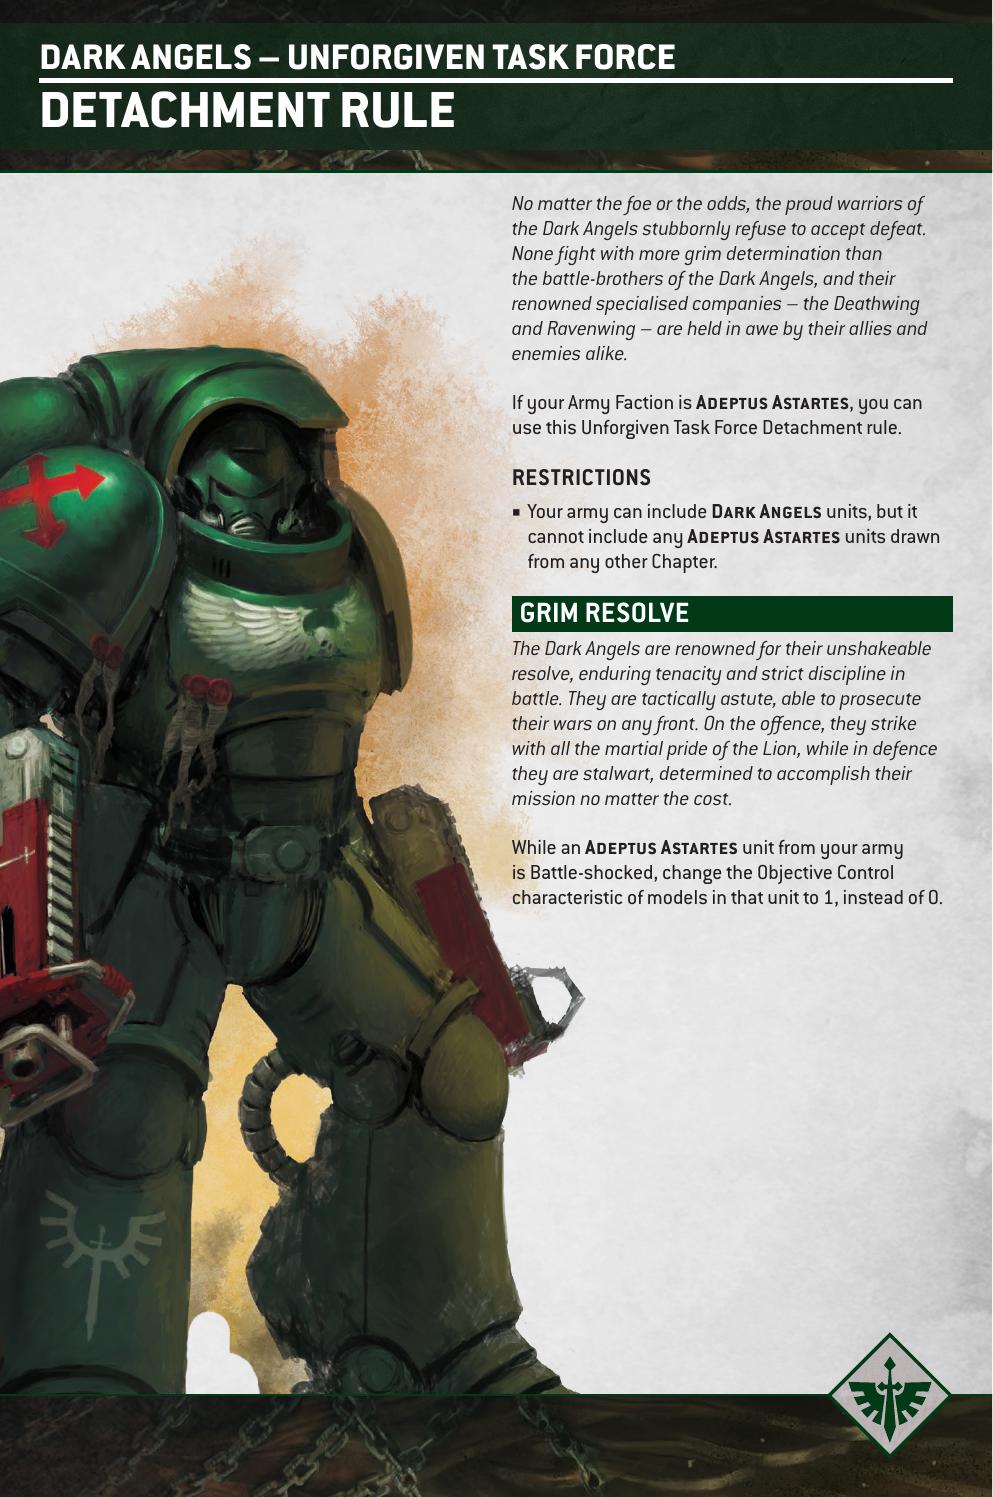 DARK ANGELS – UNFORGIVEN TASK FORCE
DETACHMENT RULE
No matter the foe or the odds, the proud warriors of
the Dark Angels stubbornly refuse to accept defeat.
None fight with more grim determination than
the battle-brothers of the Dark Angels, and their
renowned specialised companies – the Deathwing
and Ravenwing – are held in awe by their allies and
enemies alike.
If your Army Faction is ADEPTUS ASTARTES, you can
use this Unforgiven Task Force Detachment rule.
RESTRICTIONS
▪ Your army can include DARK ANGELS units, but it
cannot include any ADEPTUS ASTARTES units drawn
from any other Chapter.
GRIM RESOLVE
The Dark Angels are renowned for their unshakeable
resolve, enduring tenacity and strict discipline in
battle. They are tactically astute, able to prosecute
their wars on any front. On the offence, they strike
with all the martial pride of the Lion, while in defence
they are stalwart, determined to accomplish their
mission no matter the cost.
While an ADEPTUS ASTARTES unit from your army
is Battle-shocked, change the Objective Control
characteristic of models in that unit to 1, instead of 0.